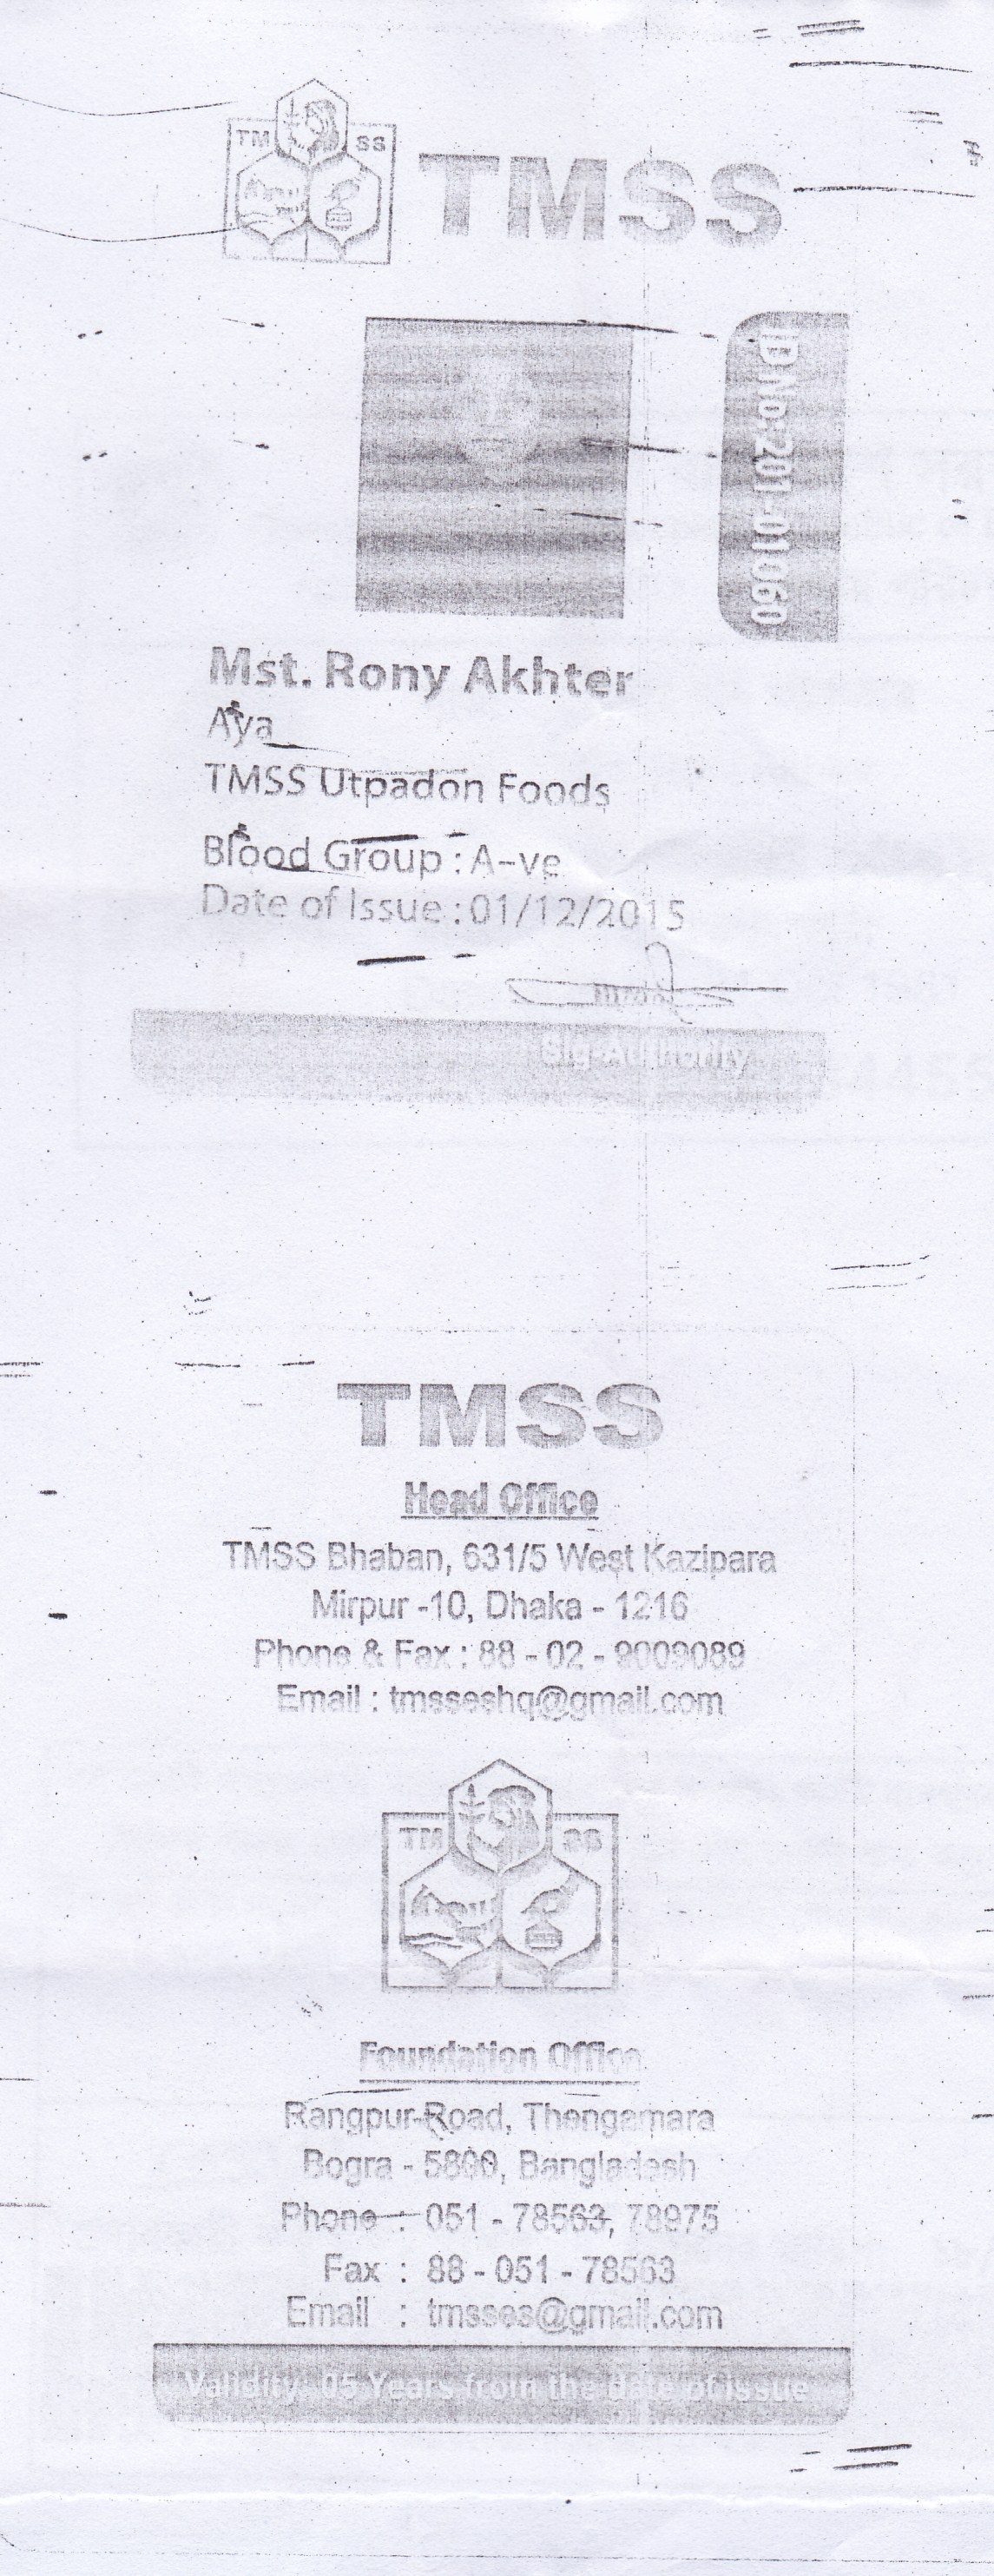 TM SS
TMSS
ID No:201-01060
Mst. Rony Akhter
Aya
TMSS Utpadon Foods
Blood Group : A-ve
Date of Issue : 01/12/2015
Sig Authority
TMSS
Head Office
TMSS Bhaban, 631/5 West Kazipara
Mirpur -10, Dhaka - 1216
Phone & Fax : 88 - 02 - 9009089
Email : tmsseshq@gmail.com
TM SS
Foundation Office
Rangpur-Road, Thengamara
Bogra - 5800, Bangladesh
Phone : 051 - 78563, 78975
Fax : 88 - 051 - 78563
Email : tmsses@gmail.com
Validity 05 Years from the date of issue